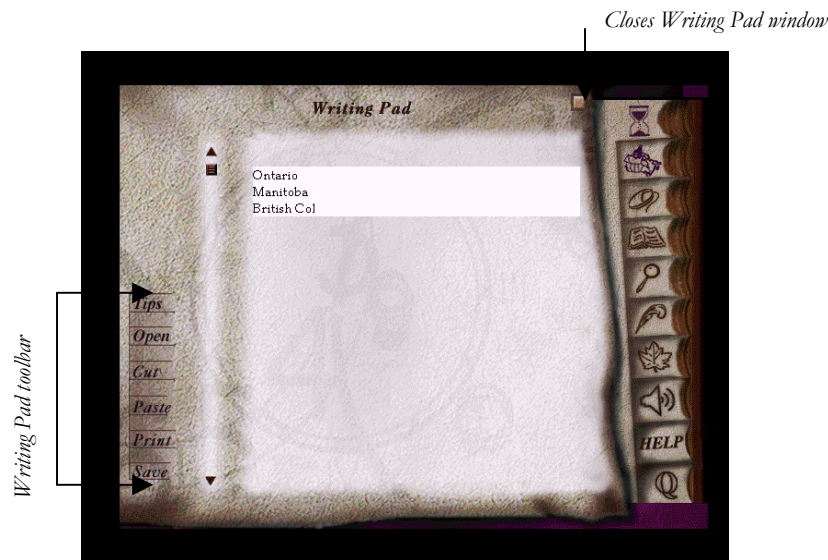 Closes Writing Pad window
Writing Pad
Ontario
Manitoba
British Col
Tips
Open
Cut
Paste
Print
Save
Writing Pad toolbar
HELP
Q